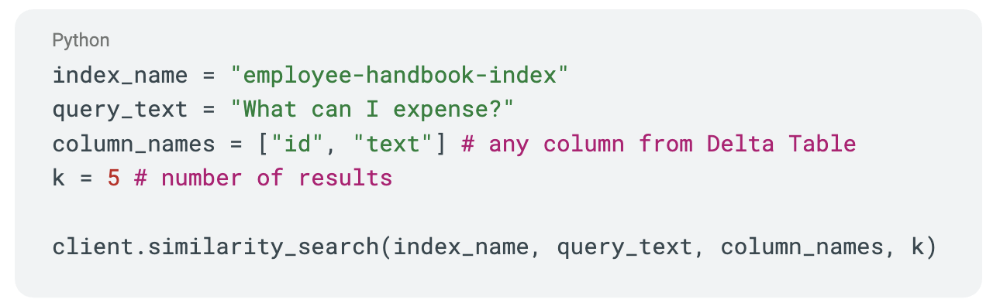 Python
index_name = "employee-handbook-index"
query_text = "What can I expense?"
column_names = ["id", "text"] # any column from Delta Table
k = 5 # number of results
client.similarity_search(index_name, query_text, column_names, k)